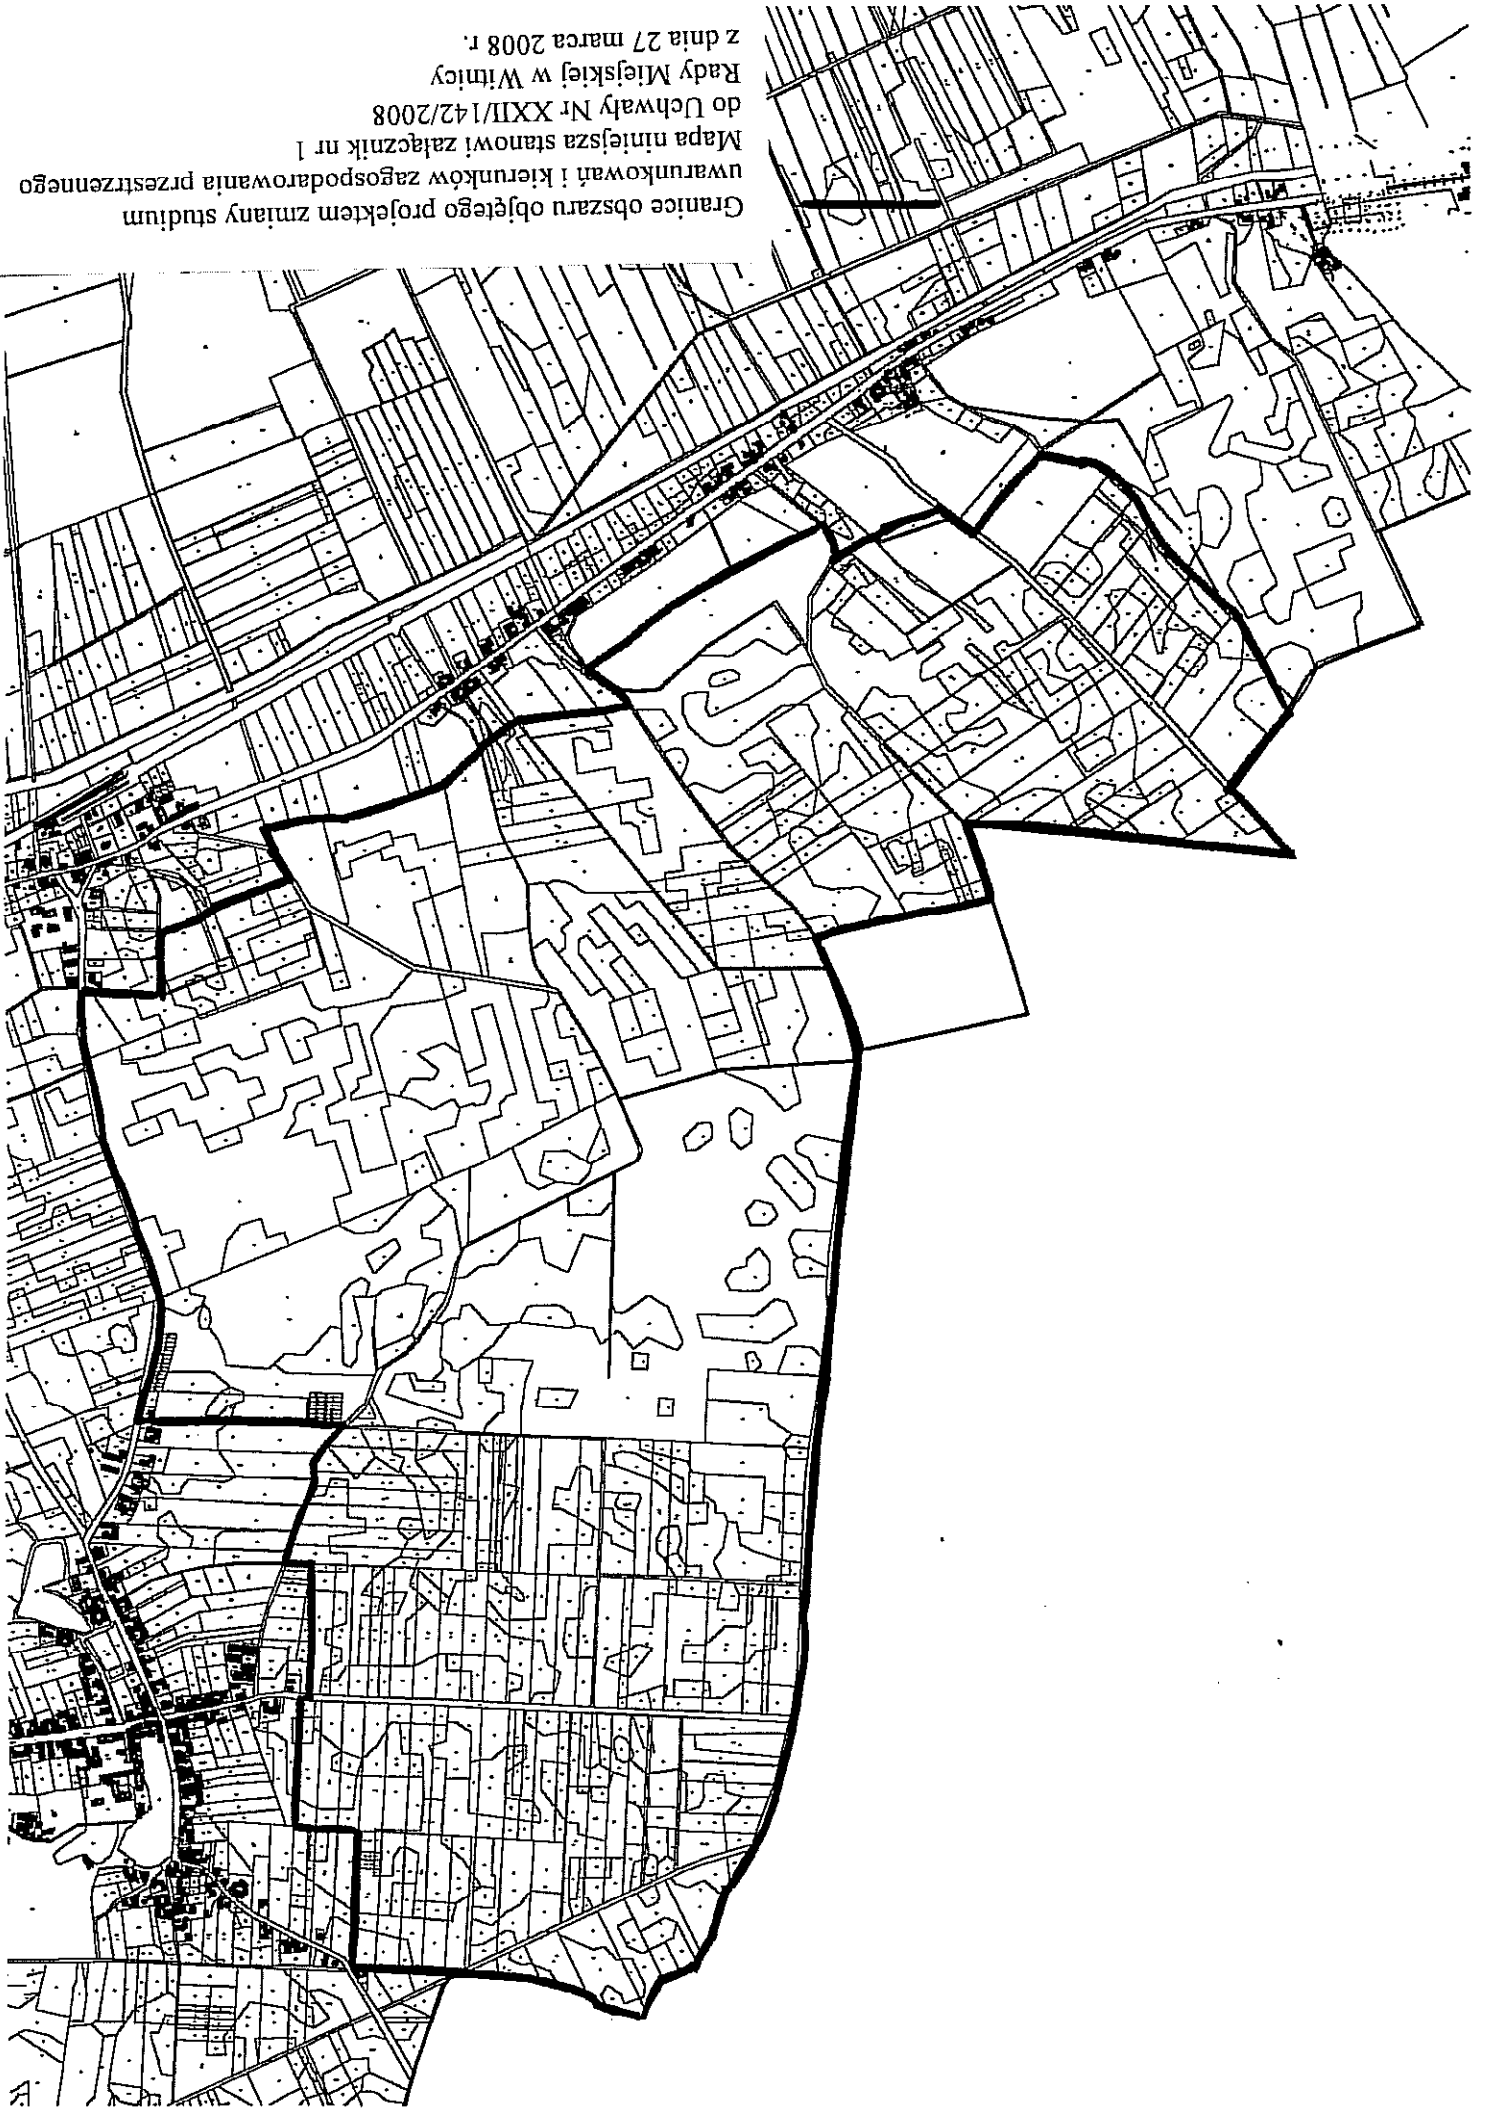 Granice obszaru objętego projektem zmiany studium
uwarunkowań i kierunków zagospodarowania przestrzennego
Mapa niniejsza stanowi załącznik nr 1
do Uchwały Nr XXII/142/2008
Rady Miejskiej w Witnicy
z dnia 27 marca 2008 r.